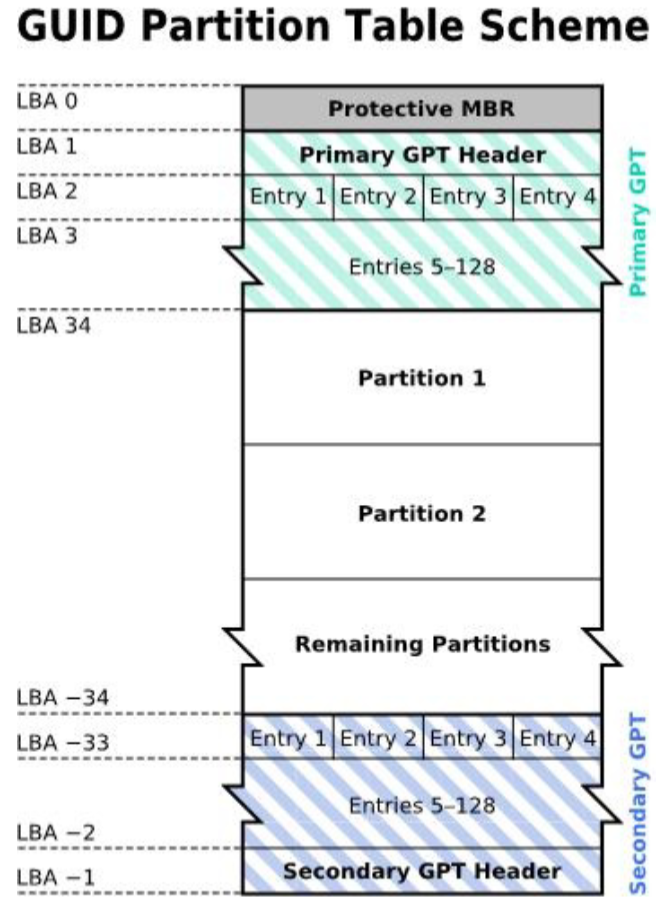 GUID Partition Table Scheme
LBA 0
Protective MBR
LBA 1
Primary GPT Header
LBA 2
Entry 1 Entry 2 Entry 3 Entry 4
LBA 3
Entries 5–128
Primary GPT
LBA 34
Partition 1
Partition 2
Remaining Partitions
LBA −34
LBA −33
Entry 1 Entry 2 Entry 3 Entry 4
Entries 5–128
LBA −2
Secondary GPT Header
LBA −1
Secondary GPT